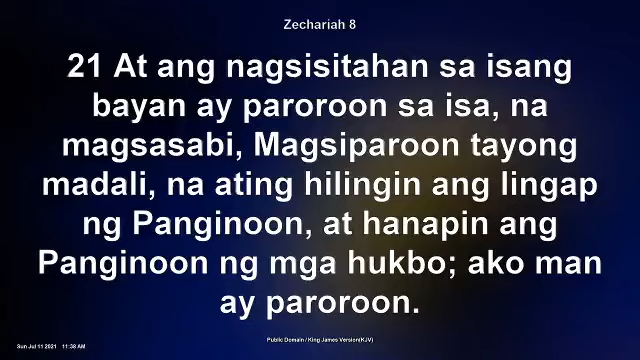 Zechariah 8
21 At ang nagsisitahan sa isang
bayan ay paroroon sa isa, na
magsasabi, Magsiparoon tayong
madali, na ating hilingin ang lingap
ng Panginoon, at hanapin ang
Panginoon ng mga hukbo; ako man
ay paroroon.
Public Domain / King James Version(KJV)
Sun Jul 11 2021 11:38 AM